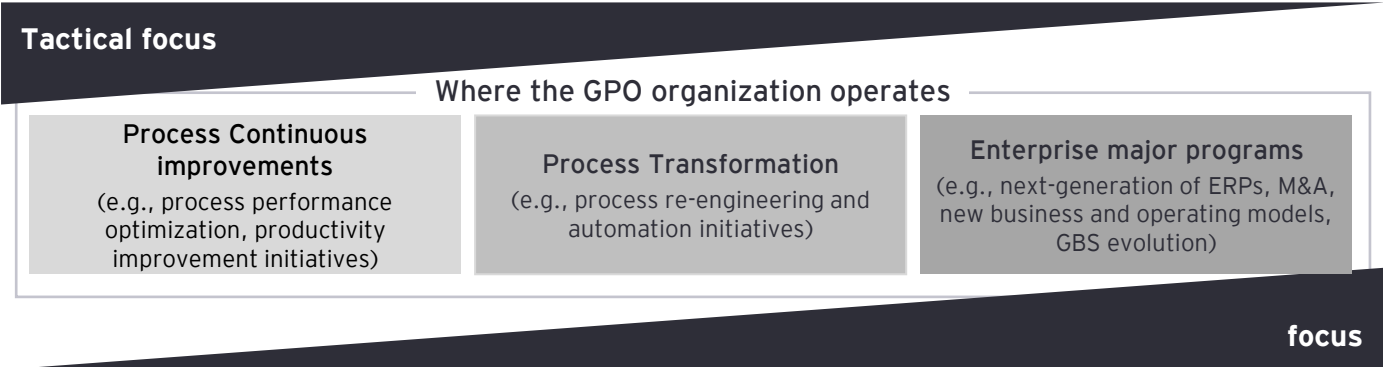 Tactical focus
Where the GPO organization operates
Process Continuous
improvements
(e.g., process performance
optimization, productivity
improvement initiatives)
Process Transformation
(e.g., process re-engineering and
automation initiatives)
Enterprise major programs
(e.g., next-generation of ERPs, M&A,
new business and operating models,
GBS evolution)
focus